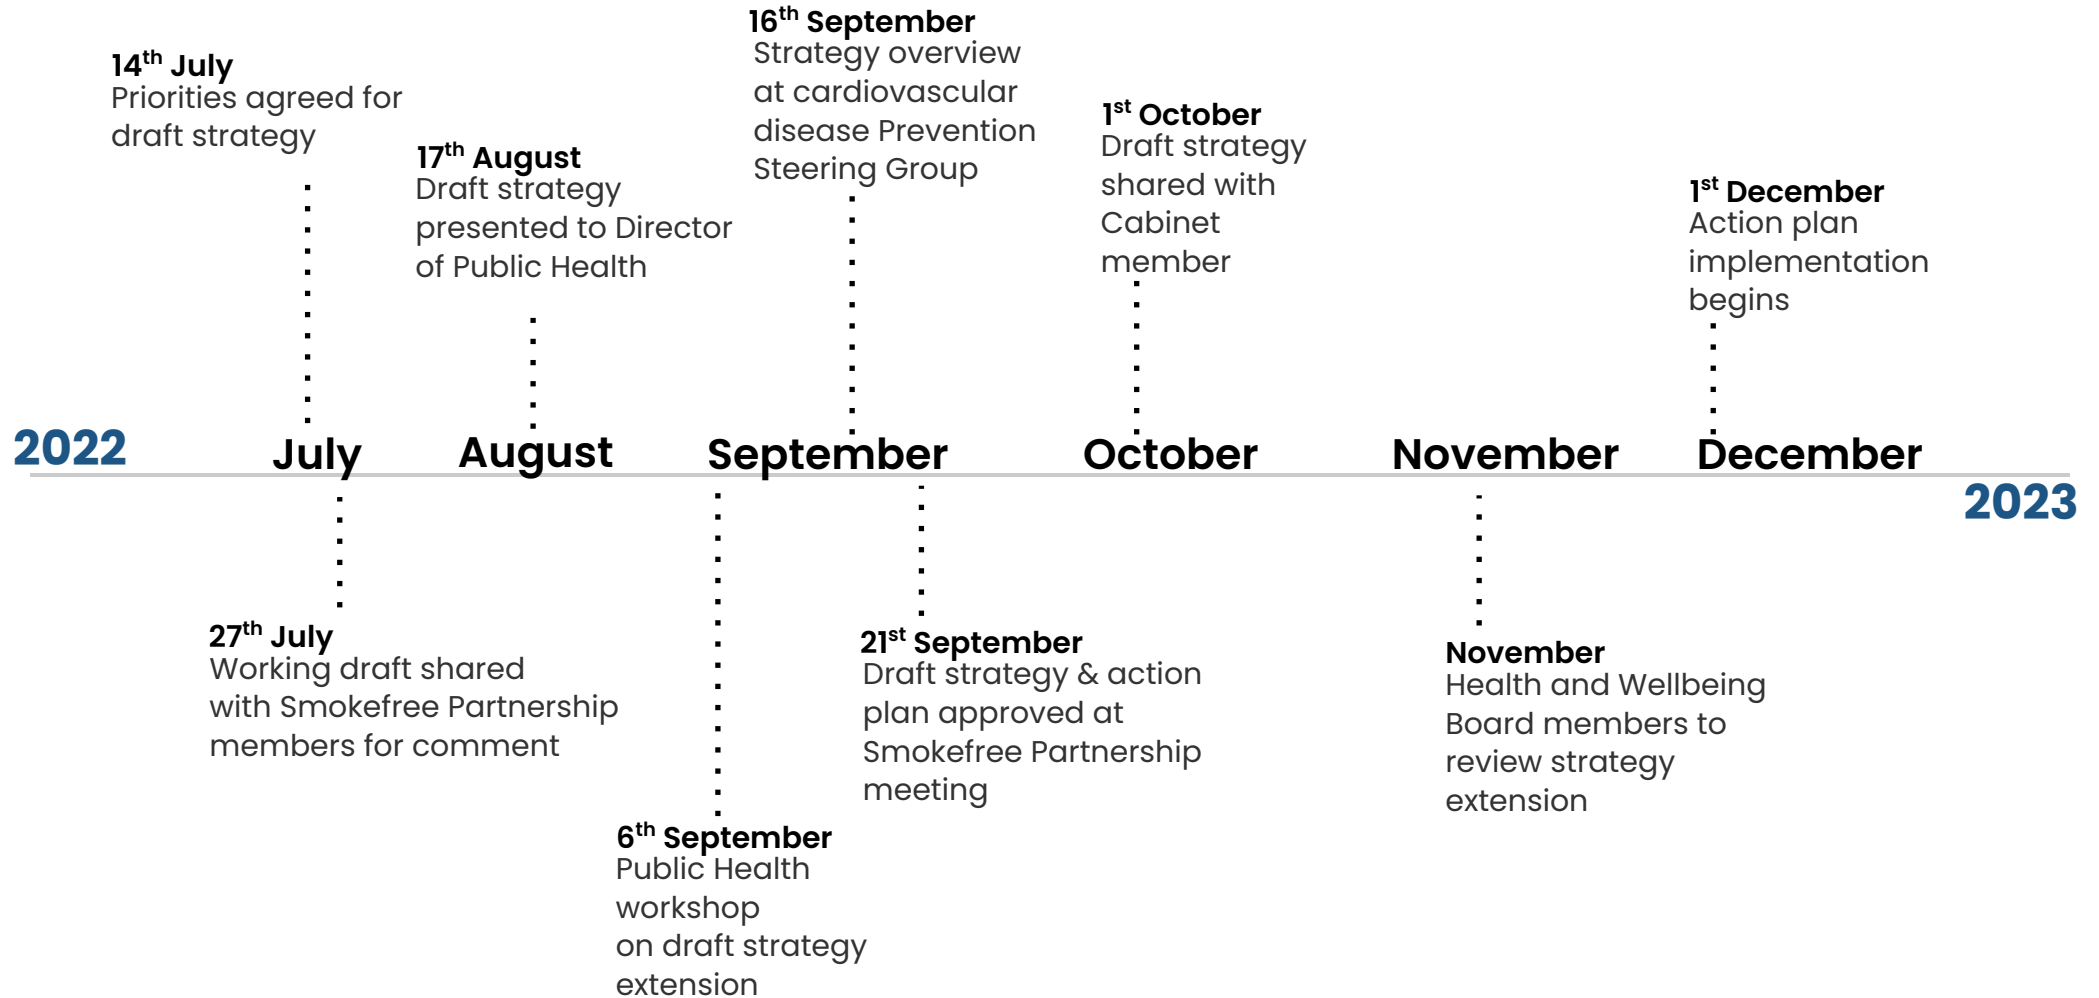 14th July
Priorities agreed for
draft strategy
17th August
Draft strategy
presented to Director
of Public Health
16th September
Strategy overview
at cardiovascular
disease Prevention
Steering Group
1st October
Draft strategy
shared with
Cabinet
member
1st December
Action plan
implementation
begins
2022
July
August
September
October
November
December
2023
27th July
Working draft shared
with Smokefree Partnership
members for comment
6th September
Public Health
workshop
on draft strategy
extension
21st September
Draft strategy & action
plan approved at
Smokefree Partnership
meeting
November
Health and Wellbeing
Board members to
review strategy
extension